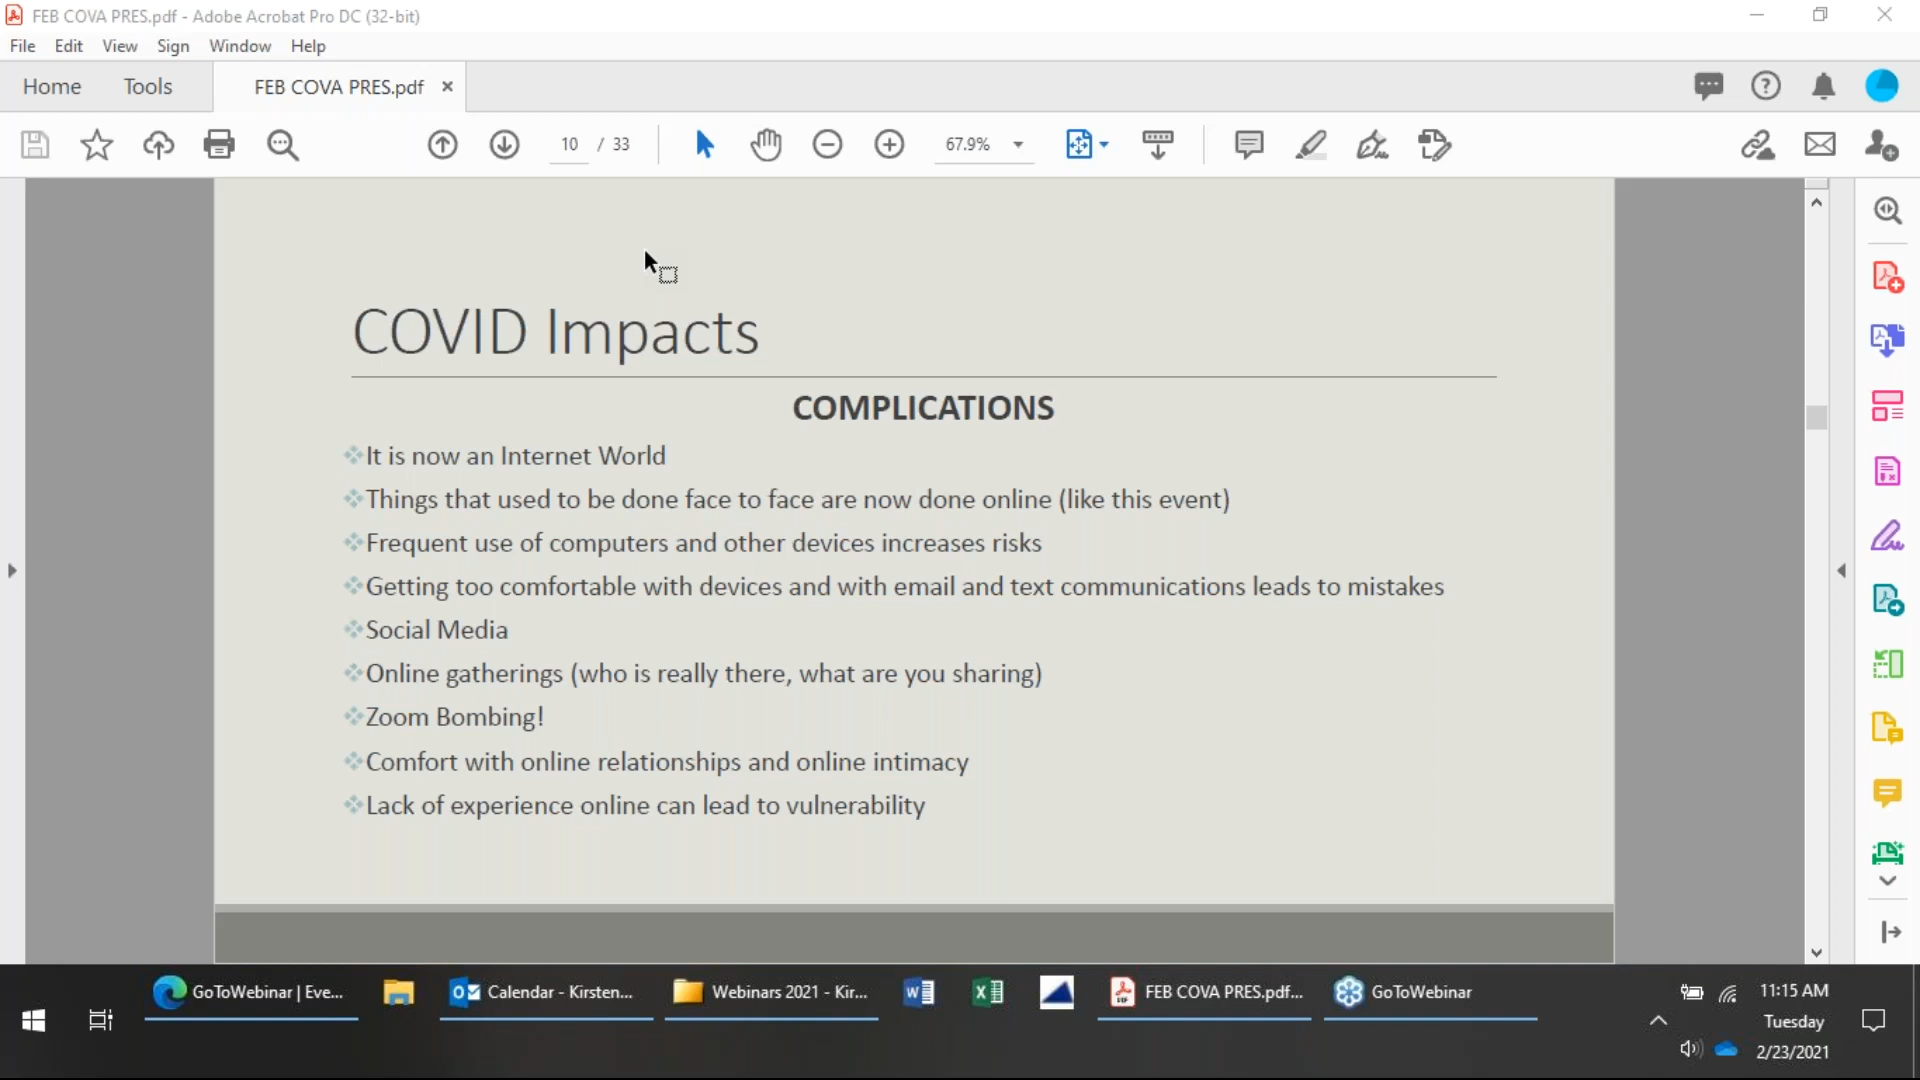 FEB COVA PRES.pdf - Adobe Acrobat Pro DC (32-bit)
File Edit View Sign Window Help
Home Tools FEB COVA PRES.pdf ×
10 / 33 67.9%
COVID Impacts
COMPLICATIONS
It is now an Internet World
Things that used to be done face to face are now done online (like this event)
Frequent use of computers and other devices increases risks
Getting too comfortable with devices and with email and text communications leads to mistakes
Social Media
Online gatherings (who is really there, what are you sharing)
Zoom Bombing!
Comfort with online relationships and online intimacy
Lack of experience online can lead to vulnerability
GoToWebinar | Eve... Calendar - Kirsten... Webinars 2021 - Kir... FEB COVA PRES.pdf... GoToWebinar
11:15 AM
Tuesday
2/23/2021